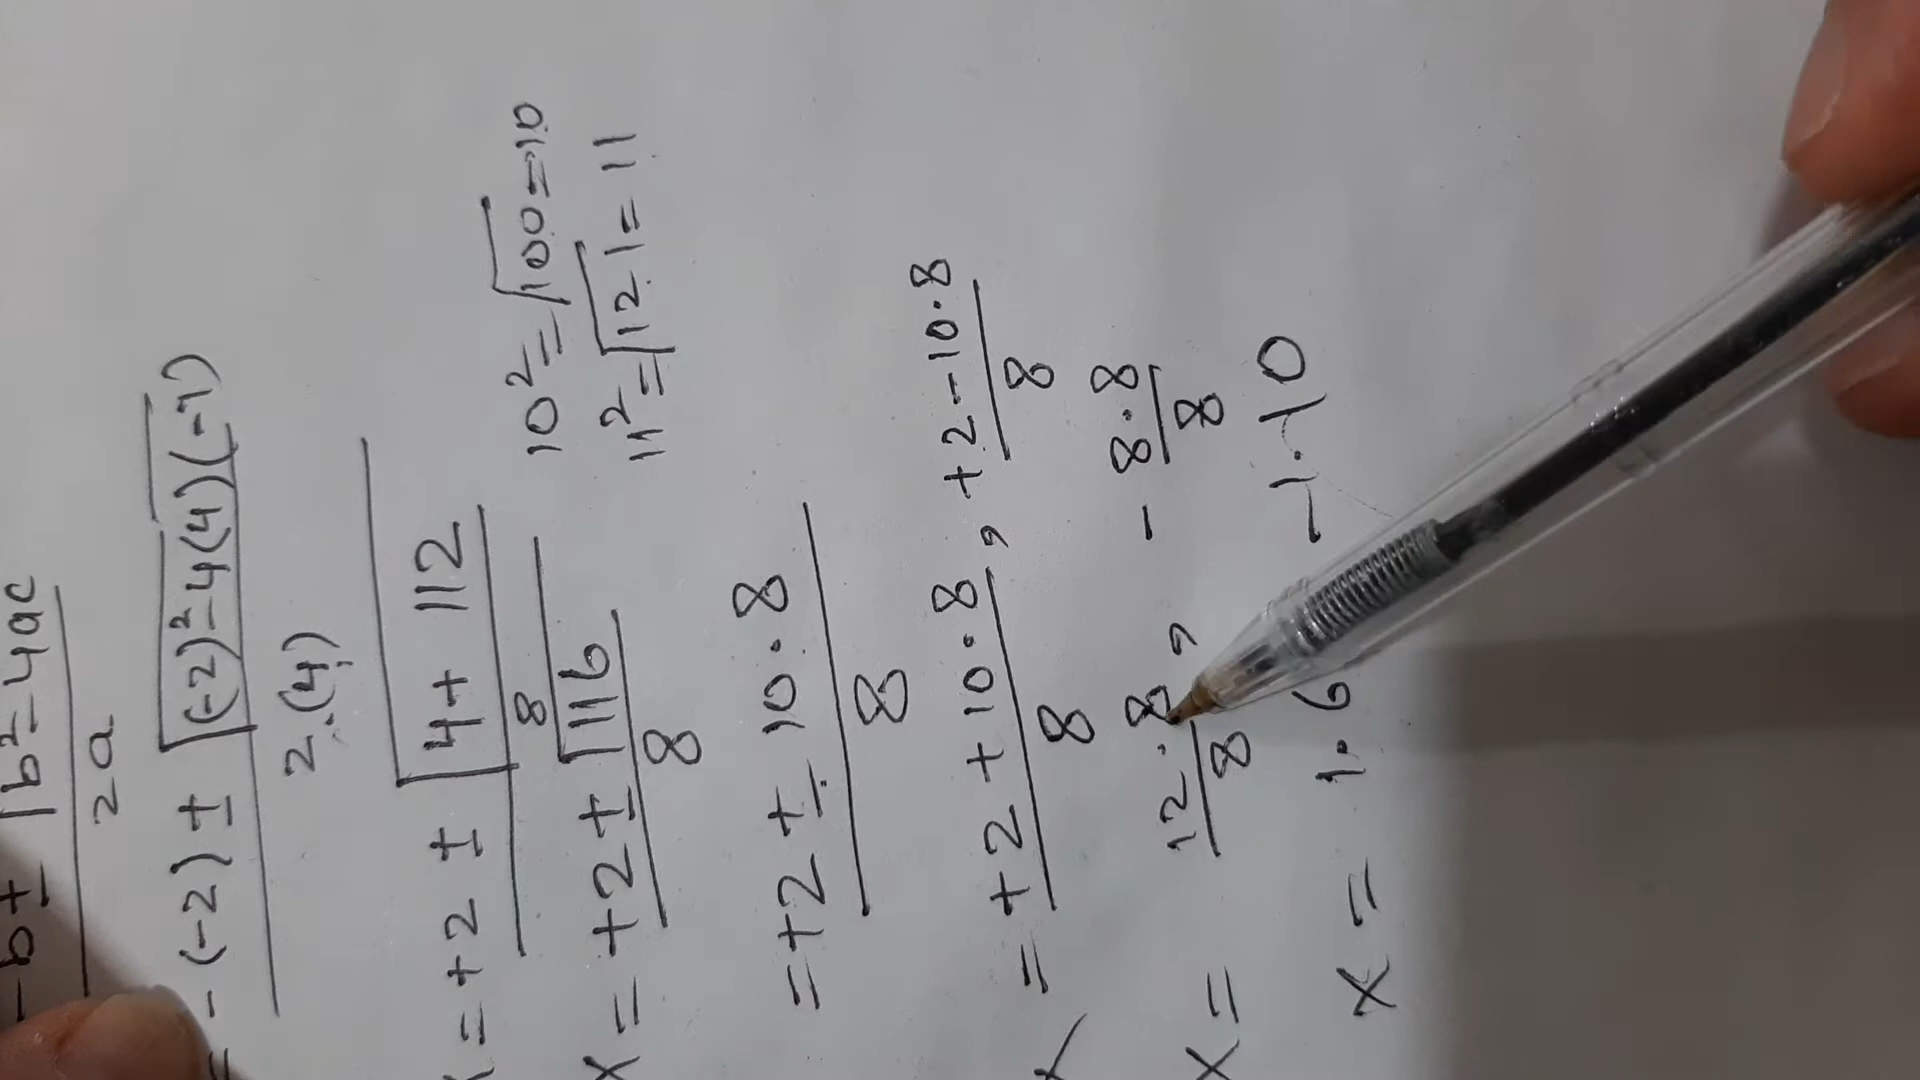 -b ± √b²-4ac
2a
= -(-2) ± √(-2)²-4(4)(-7)
2.(4)
x = +2 ± √4+112
8
10² = √100 = 10
x = +2 ± √116
8
11² = √121 = 11
= +2 ± 10.8
8
= +2+10.8 , +2-10.8
8 8
x = 12.8 , - 8.8
8 8
x = 1.6 -1.10